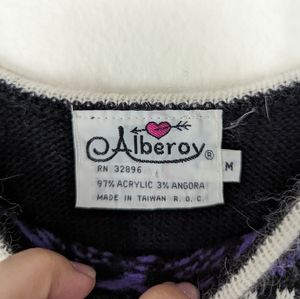 Alberoy®
RN 32896
97% ACRYLIC 3% ANGORA
MADE IN TAIWAN R.O.C.
M